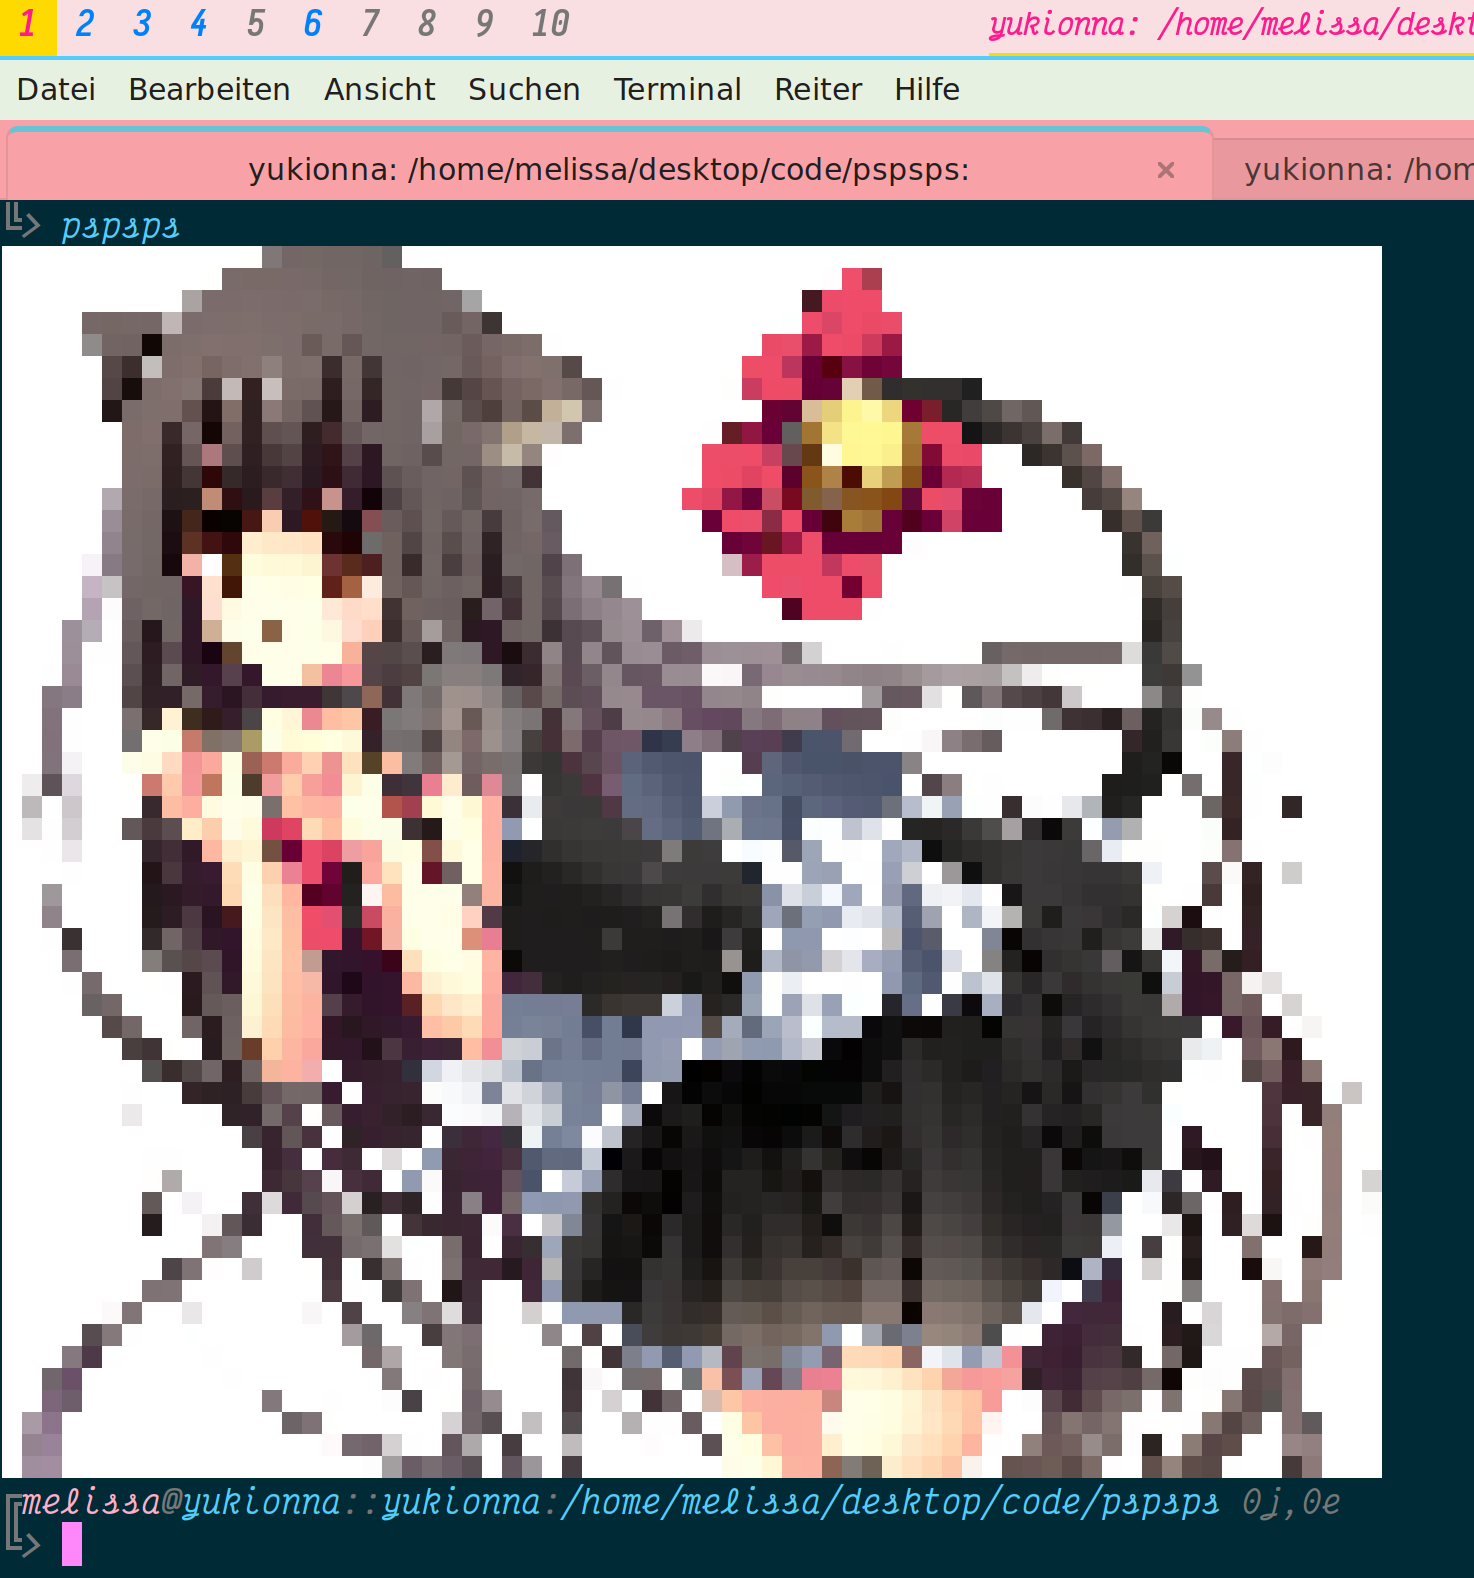 1 2 3 4 5 6 7 8 9 10 yukionna: /home/melissa/deskt
Datei Bearbeiten Ansicht Suchen Terminal Reiter Hilfe
yukionna: /home/melissa/desktop/code/pspsps: × yukionna: /hom
pspsps
melissa@yukionna::yukionna:/home/melissa/desktop/code/pspsps 0j,0e